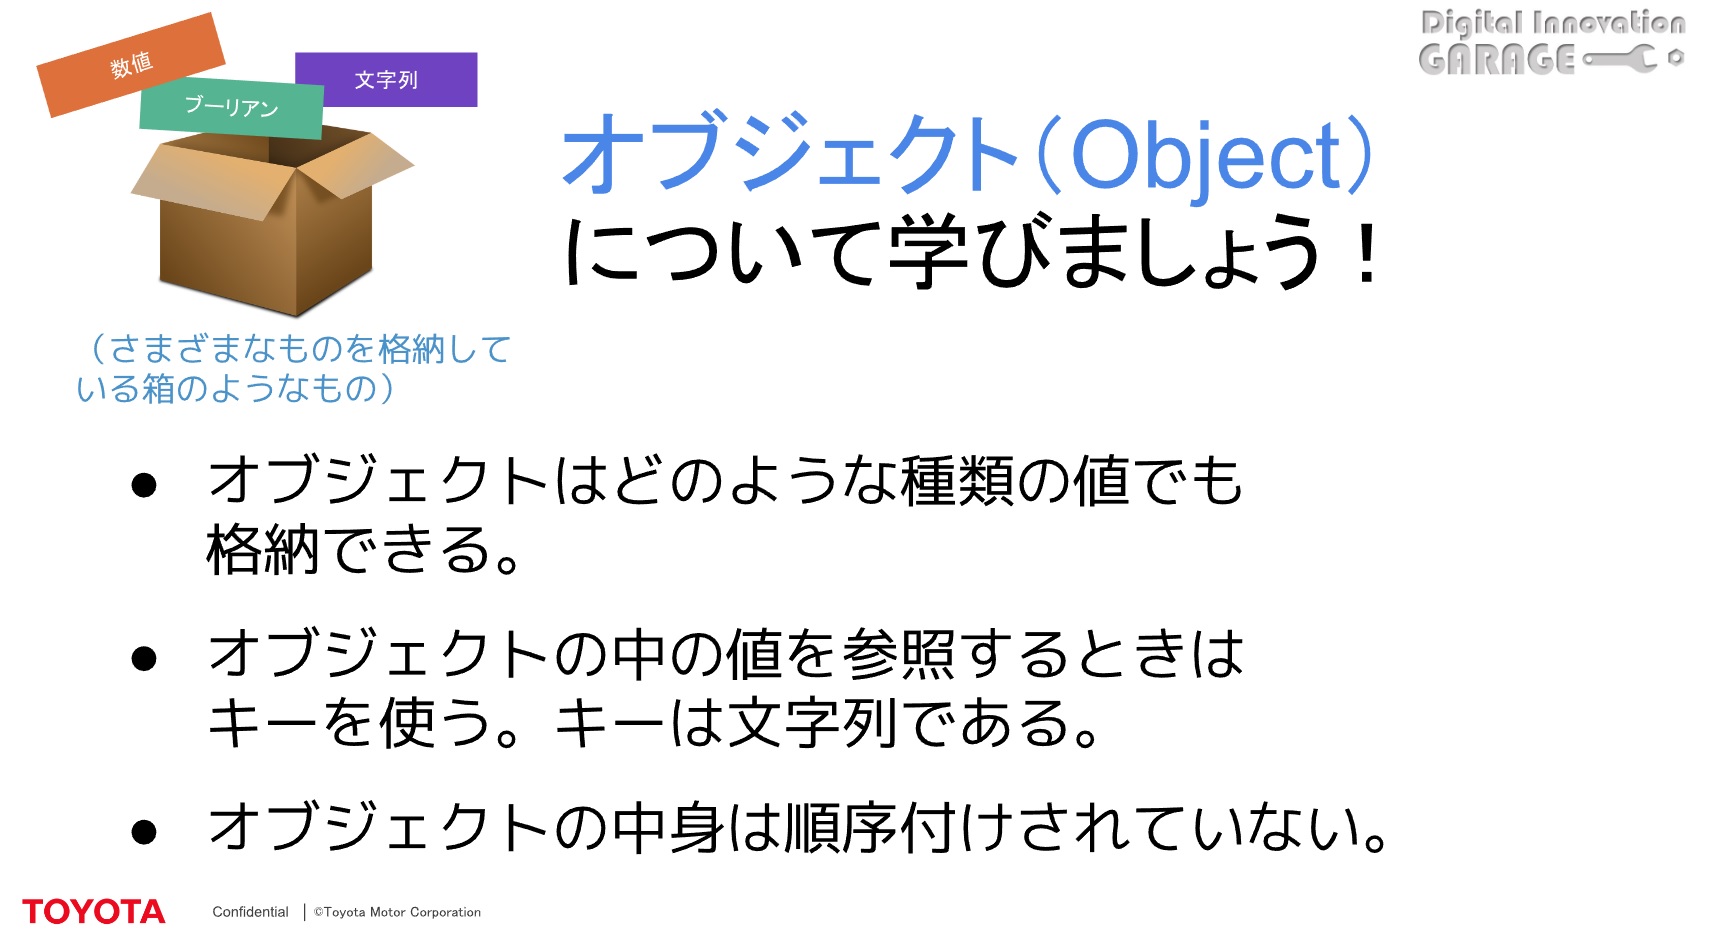 数値
文字列
ブーリアン
Digital Innovation
GARAGE
オブジェクト（Object）
について学びましょう！
（さまざまなものを格納して
いる箱のようなもの）
● オブジェクトはどのような種類の値でも
格納できる。
● オブジェクトの中の値を参照するときは
キーを使う。キーは文字列である。
● オブジェクトの中身は順序付けされていない。
TOYOTA Confidential | ©Toyota Motor Corporation